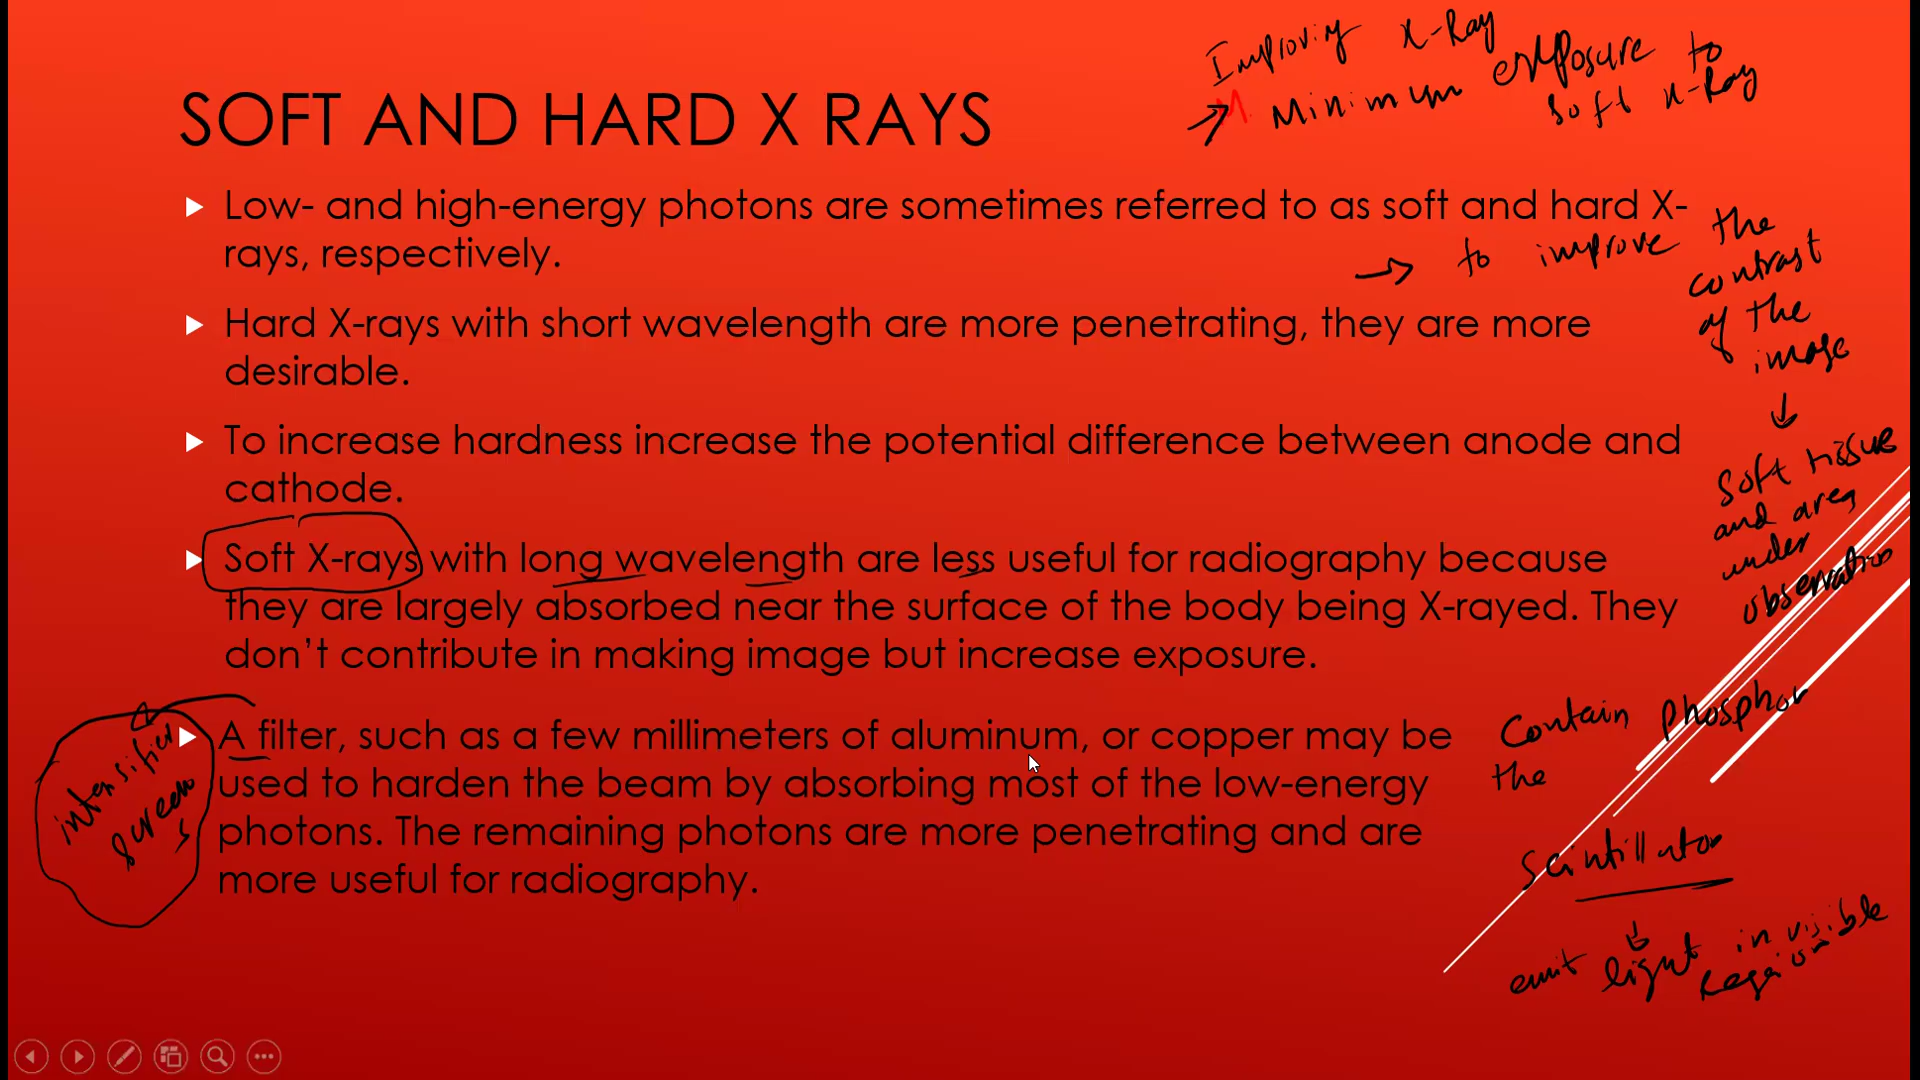 SOFT AND HARD X RAYS
Improving X-Ray
→ M. Minimum exposure to
soft x-Ray
Low- and high-energy photons are sometimes referred to as soft and hard X-
rays, respectively.
→ to improve the
contrast
of the
image
↓
Soft tissue
and area
under
observation
Hard X-rays with short wavelength are more penetrating, they are more
desirable.
To increase hardness increase the potential difference between anode and
cathode.
Soft X-rays with long wavelength are less useful for radiography because
they are largely absorbed near the surface of the body being X-rayed. They
don't contribute in making image but increase exposure.
A filter, such as a few millimeters of aluminum, or copper may be
used to harden the beam by absorbing most of the low-energy
photons. The remaining photons are more penetrating and are
more useful for radiography.
screen
Contain phosphor
the
Scintillator
↓
emit light in visible
Region